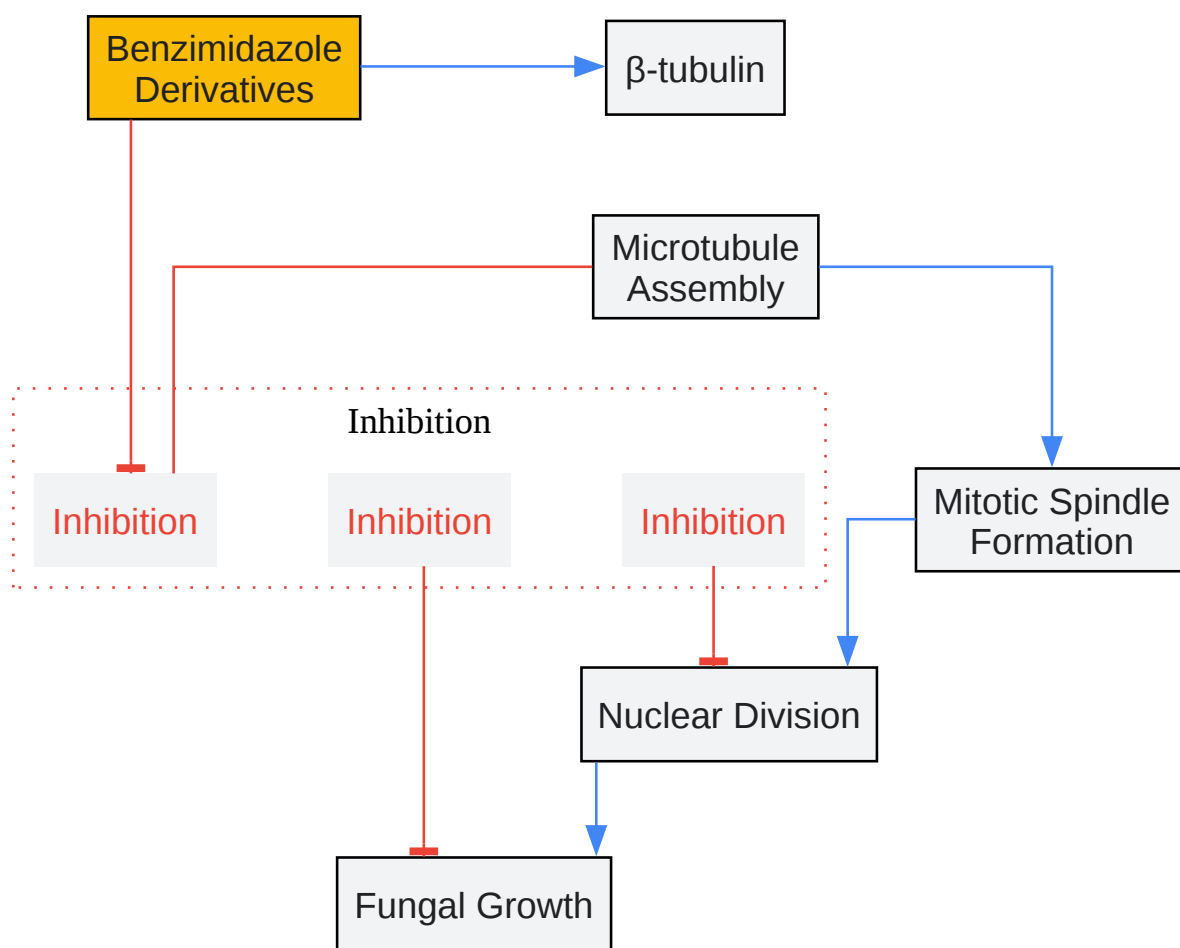 Benzimidazole
Derivatives
β-tubulin
Microtubule
Assembly
Inhibition
Inhibition
Inhibition
Inhibition
Mitotic Spindle
Formation
Nuclear Division
Fungal Growth